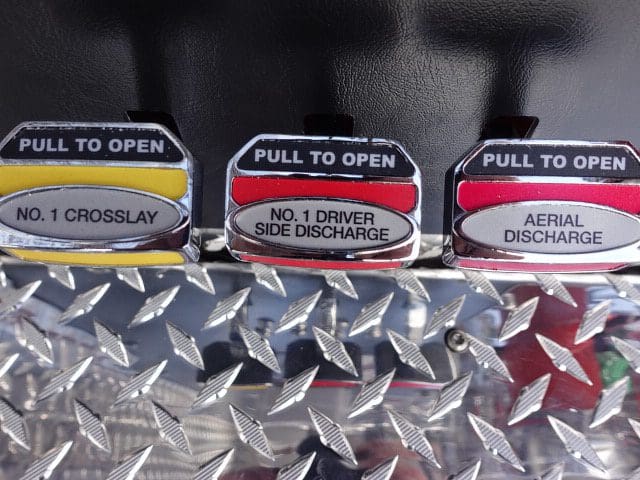 PULL TO OPEN
NO. 1 CROSSLAY
PULL TO OPEN
NO. 1 DRIVER
SIDE DISCHARGE
PULL TO OPEN
AERIAL
DISCHARGE